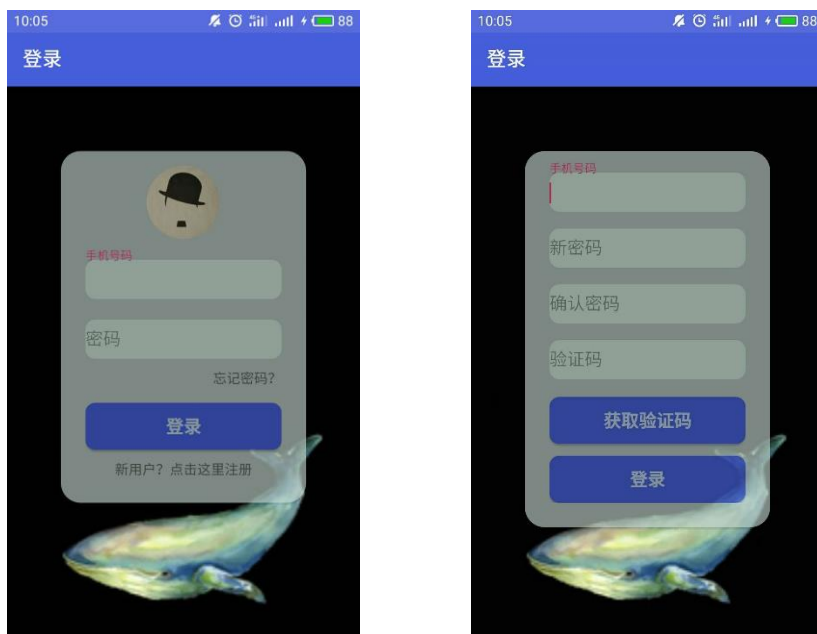 10:05
88
登录
手机号码
密码
忘记密码?
登录
新用户? 点击这里注册
10:05
88
登录
手机号码
新密码
确认密码
验证码
获取验证码
登录